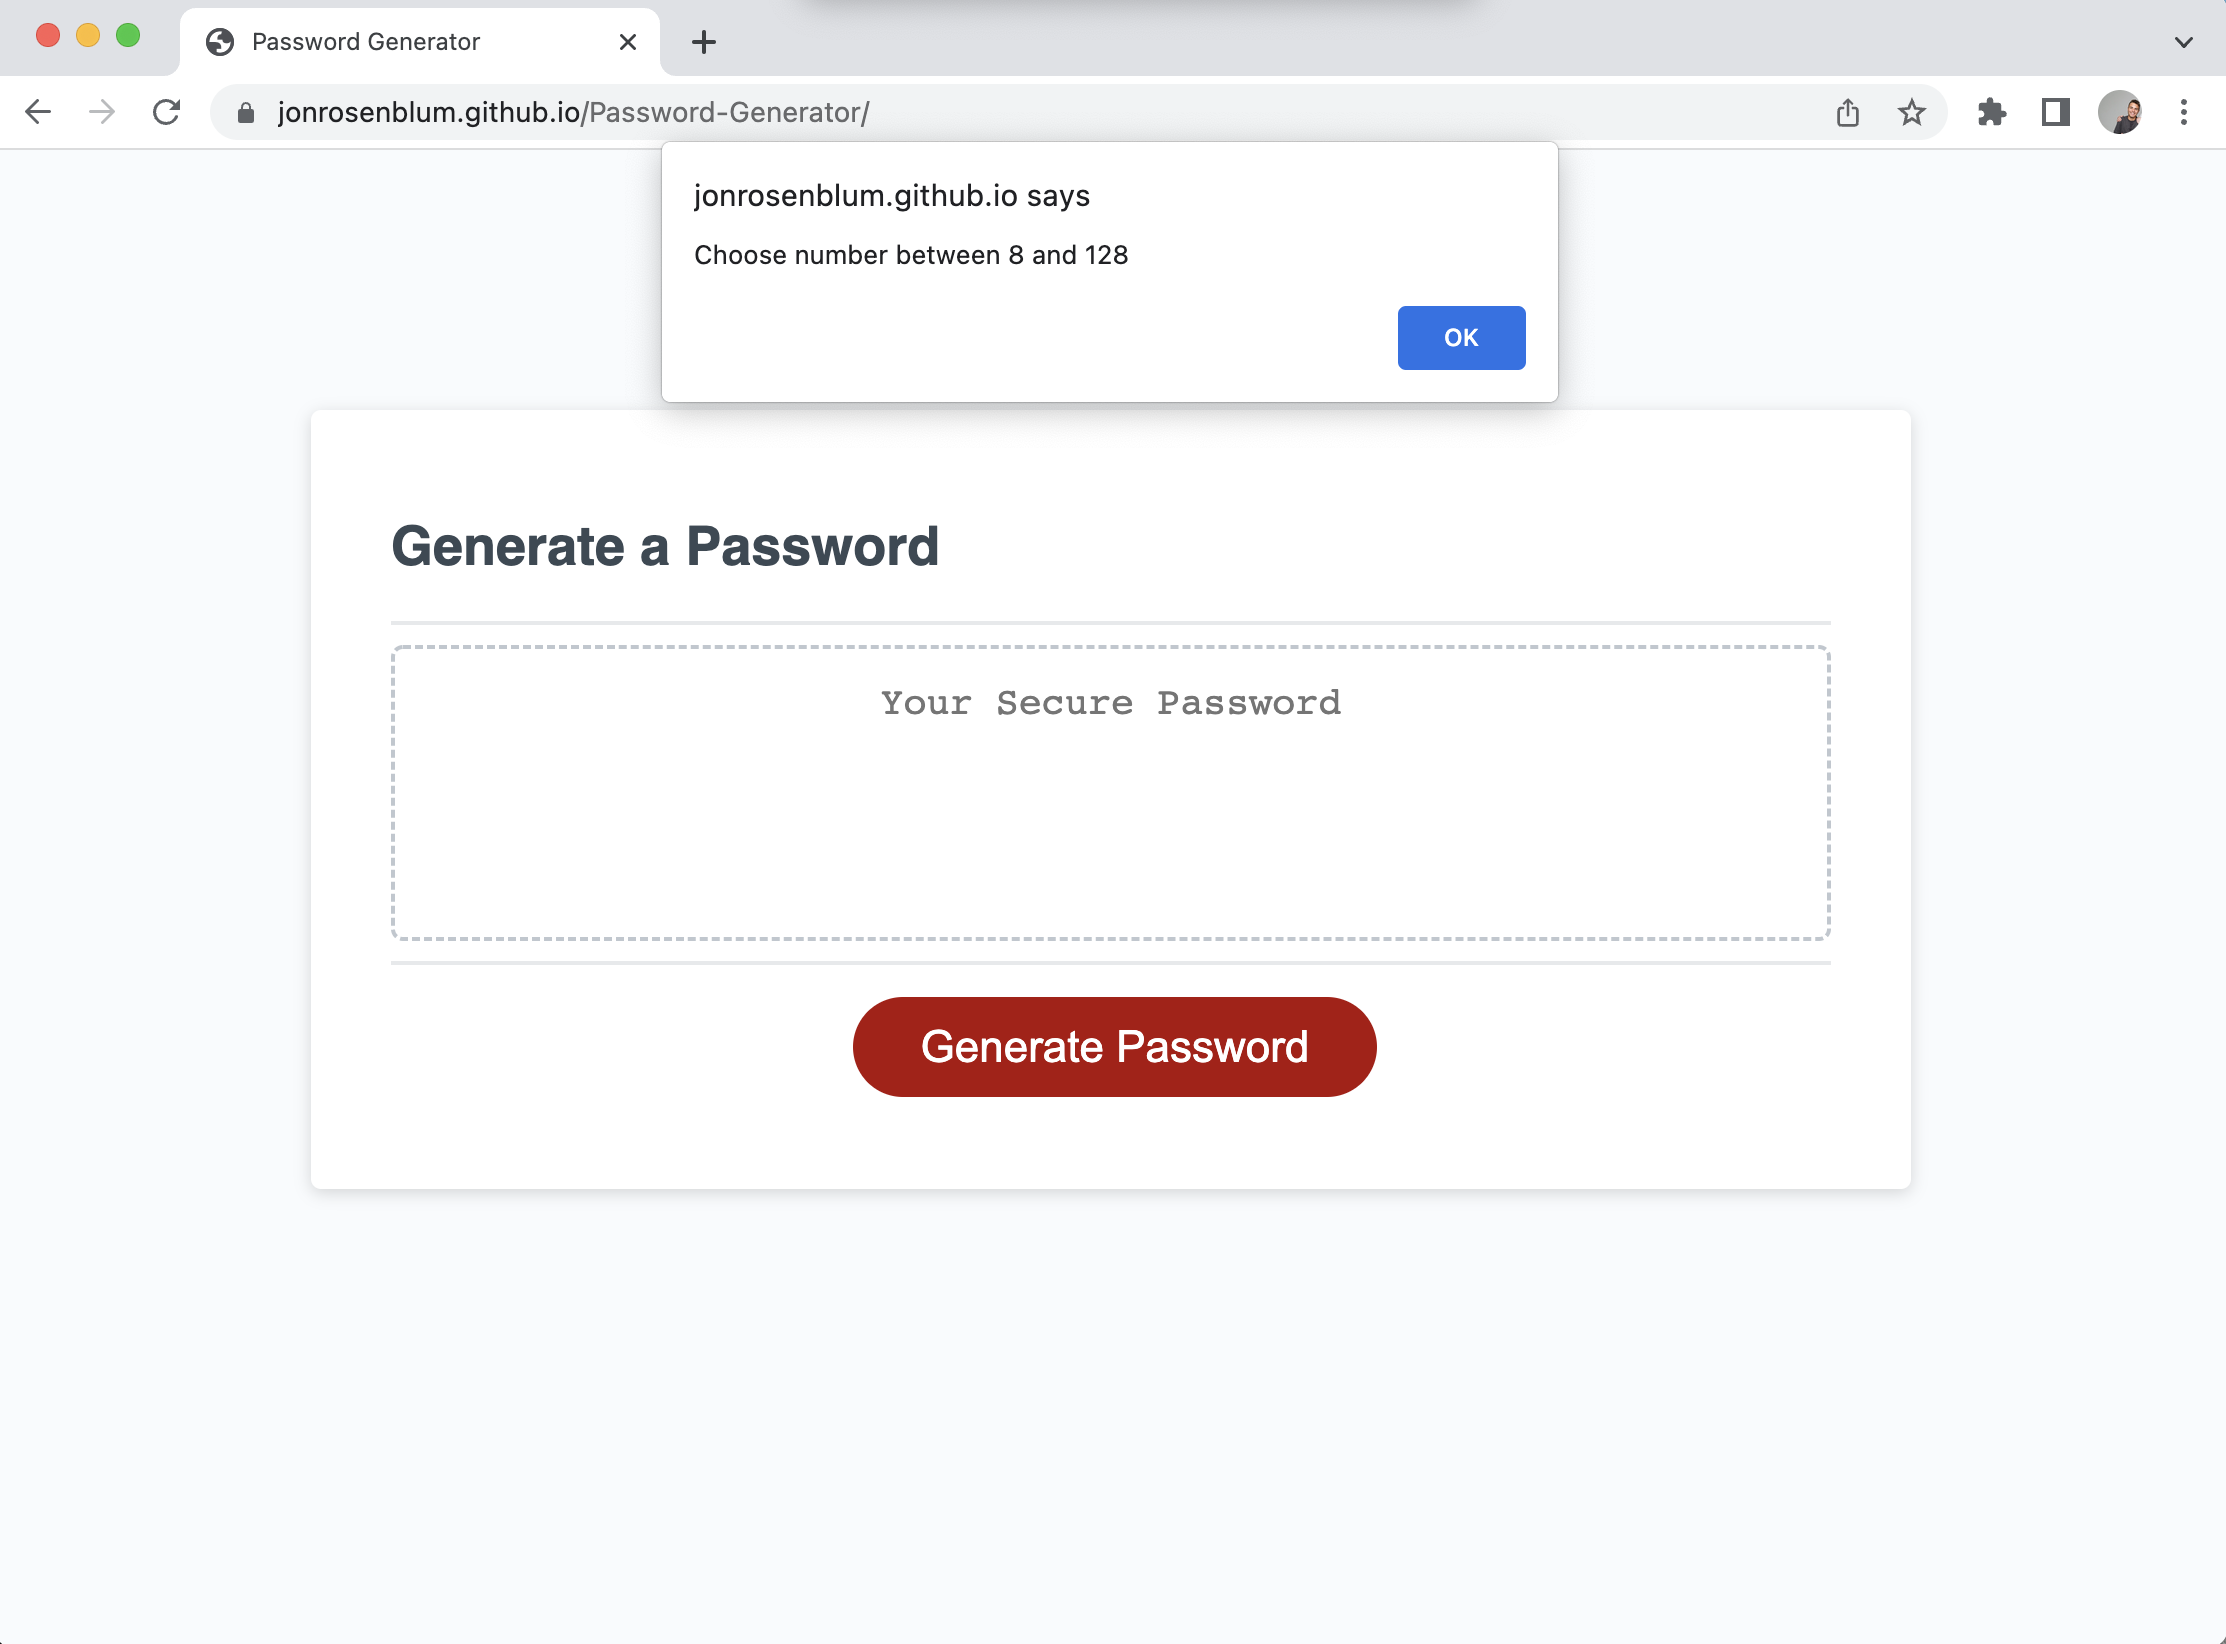 Password Generator
jonrosenblum.github.io/Password-Generator/
jonrosenblum.github.io says
Choose number between 8 and 128
OK
Generate a Password
Your Secure Password
Generate Password